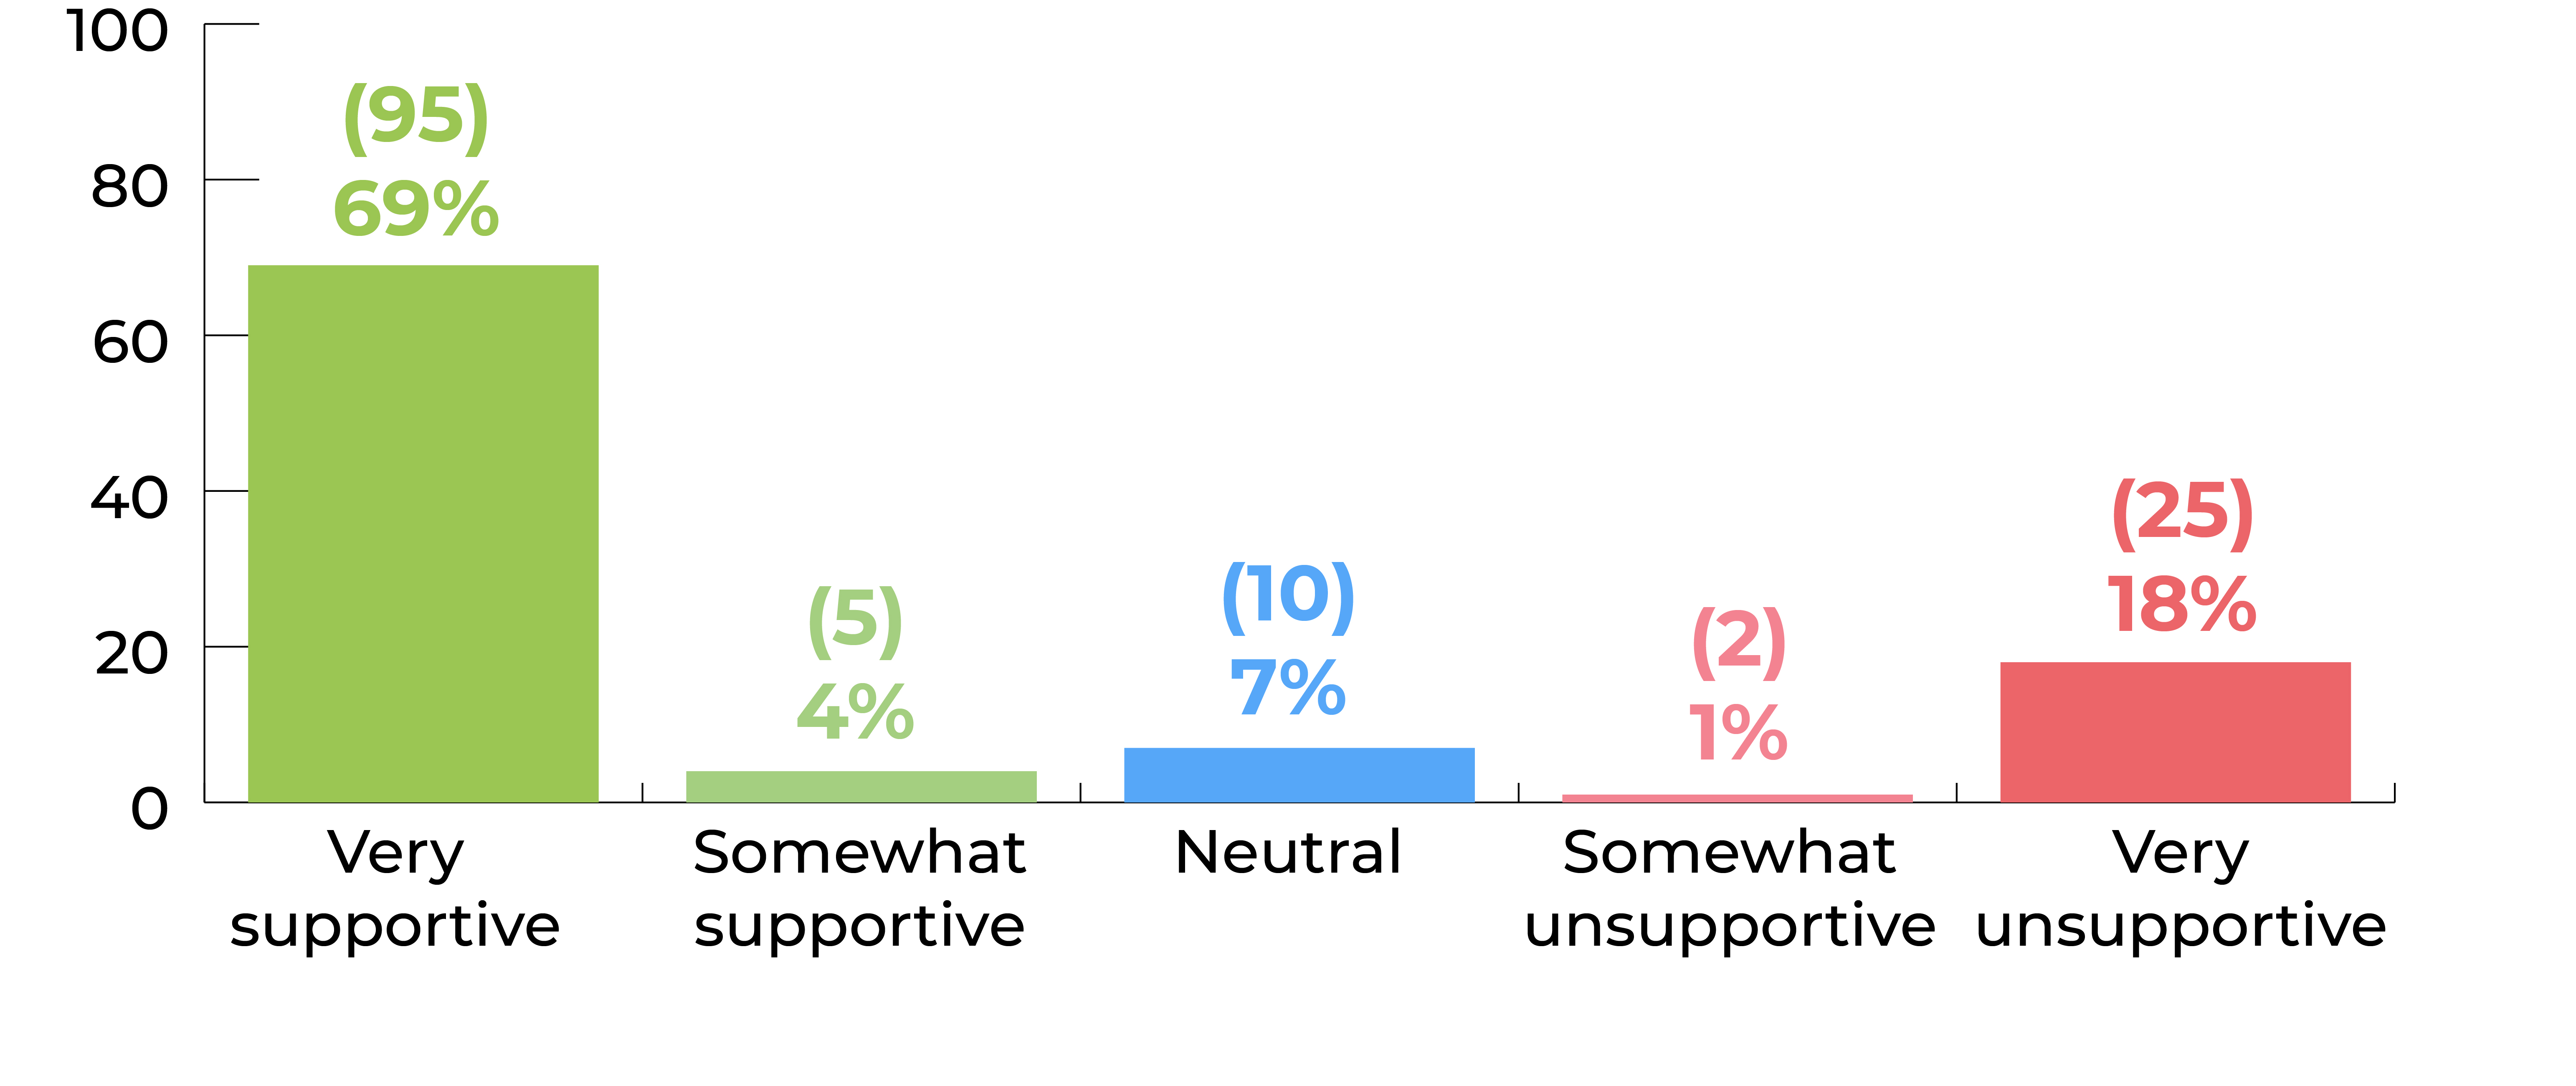 100
80
60
40
20
0
(95)
69%
(5)
4%
(10)
7%
(2)
1%
(25)
18%
Very
supportive
Somewhat
supportive
Neutral
Somewhat
unsupportive
Very
unsupportive